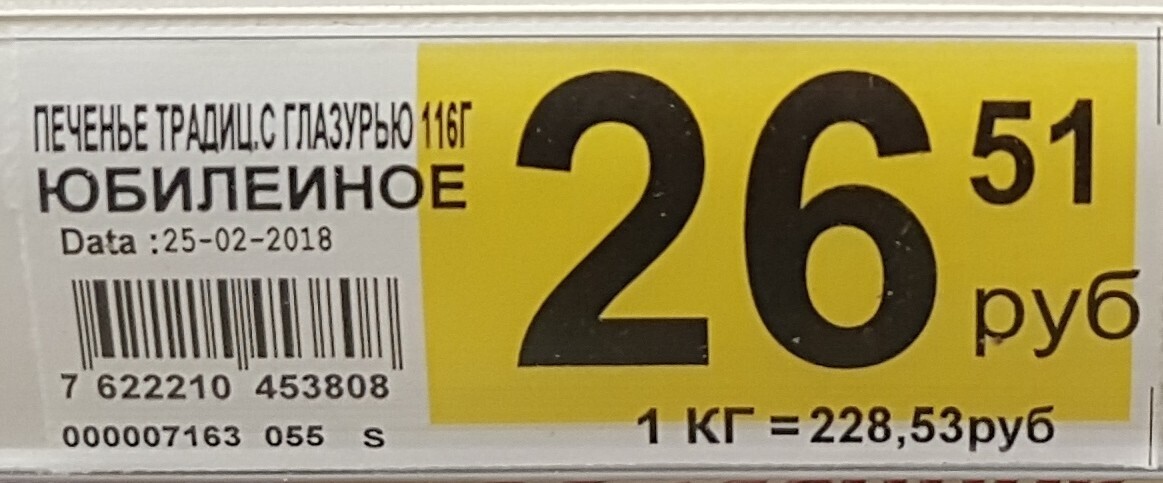 ПЕЧЕНЬЕ ТРАДИЦ.С ГЛАЗУРЬЮ 116Г
ЮБИЛЕИНОЕ
Data :25-02-2018
7 622210 453808
000007163 055 S
26 51
руб
1 КГ =228,53руб